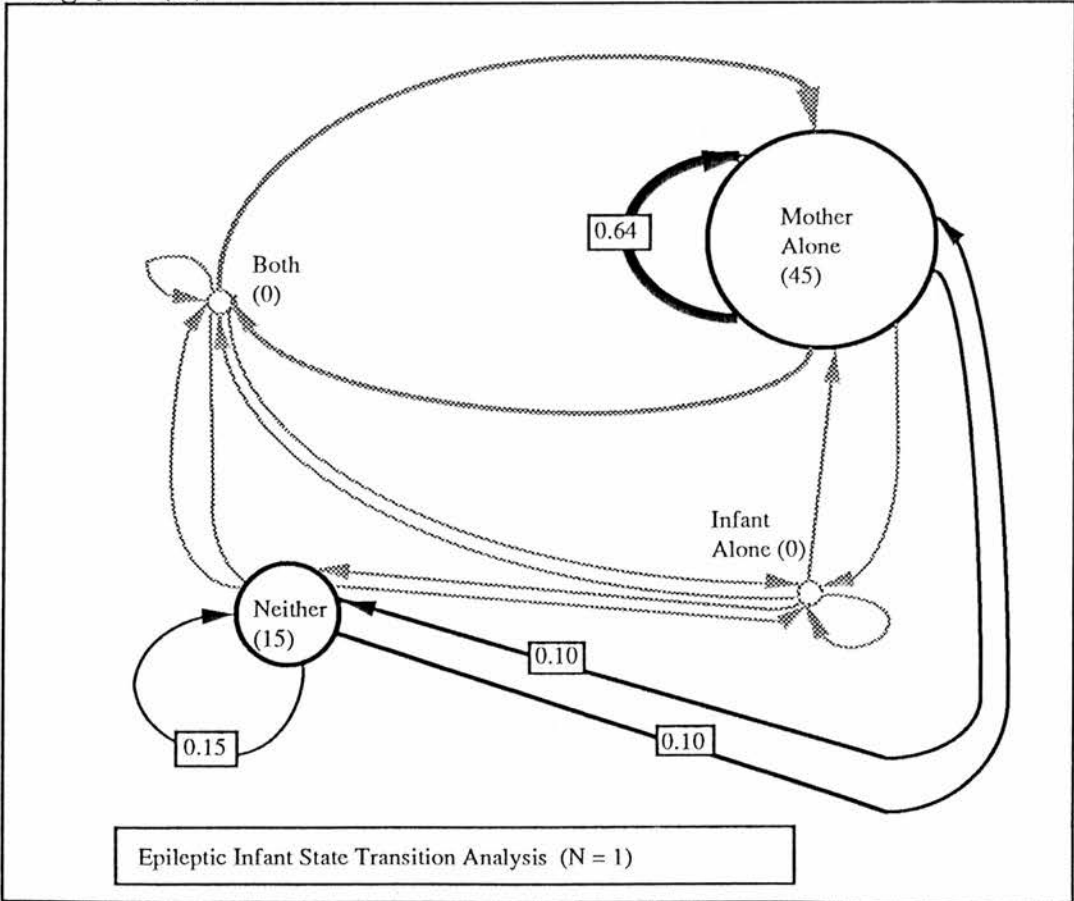 Both
(0)
Mother
Alone
(45)
0.64
Infant
Alone (0)
Neither
(15)
0.10
0.10
0.15
Epileptic Infant State Transition Analysis (N = 1)